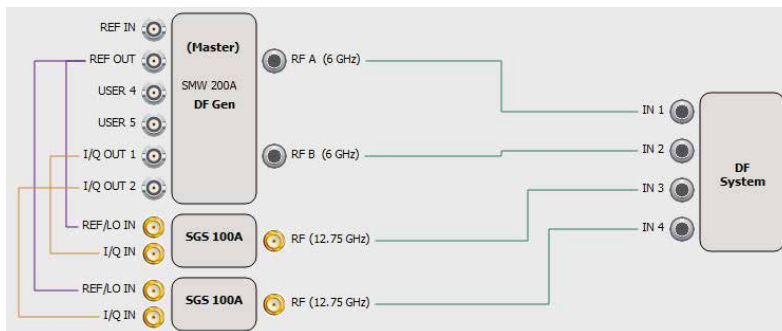 REF IN
(Master)
REF OUT
RF A (6 GHz)
SMW 200A
DF Gen
USER 4
USER 5
IN 1
I/Q OUT 1
RF B (6 GHz)
IN 2
DF
System
I/Q OUT 2
IN 3
REF/LO IN
SGS 100A
RF (12.75 GHz)
IN 4
I/Q IN
REF/LO IN
SGS 100A
RF (12.75 GHz)
I/Q IN